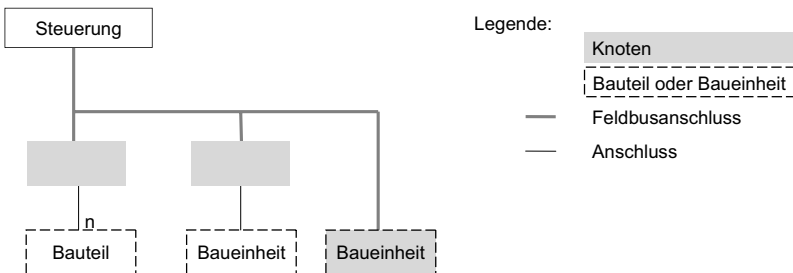 Steuerung
Legende:
Knoten
Bauteil oder Baueinheit
Feldbusanschluss
Anschluss
n
Bauteil
Baueinheit
Baueinheit